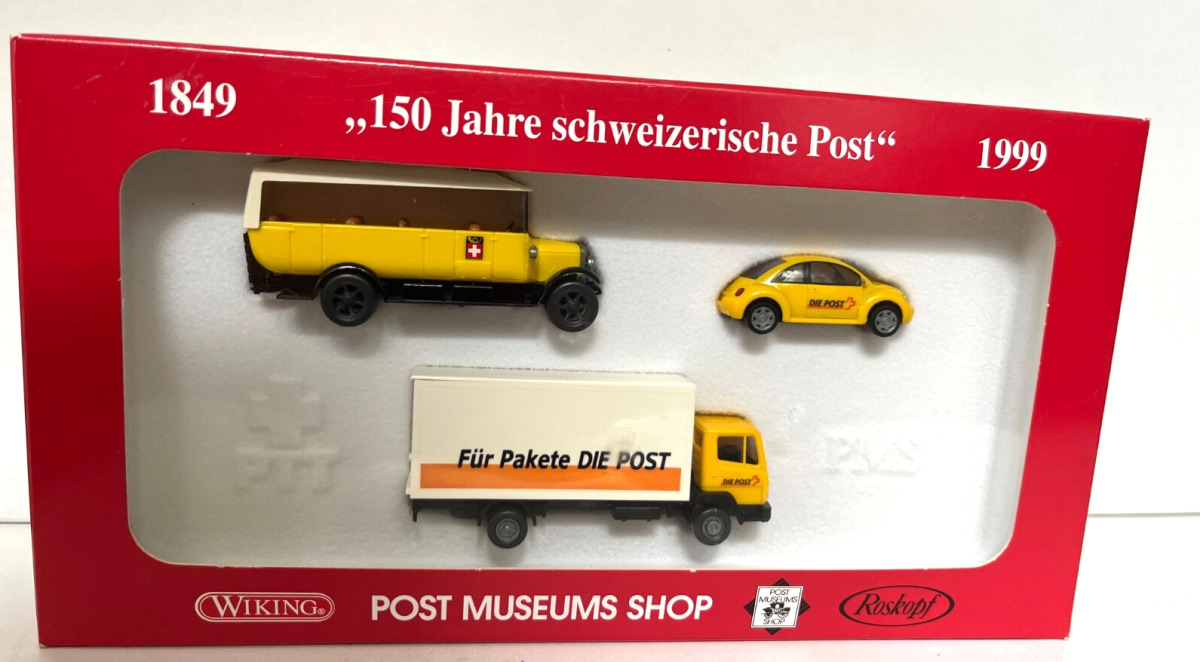 1849
„150 Jahre schweizerische Post“
1999
DIE POST
Für Pakete DIE POST
DIE POST
PTT
PMS
WIKING®
POST MUSEUMS SHOP
POST
MUSEUMS
SHOP
Roskopf